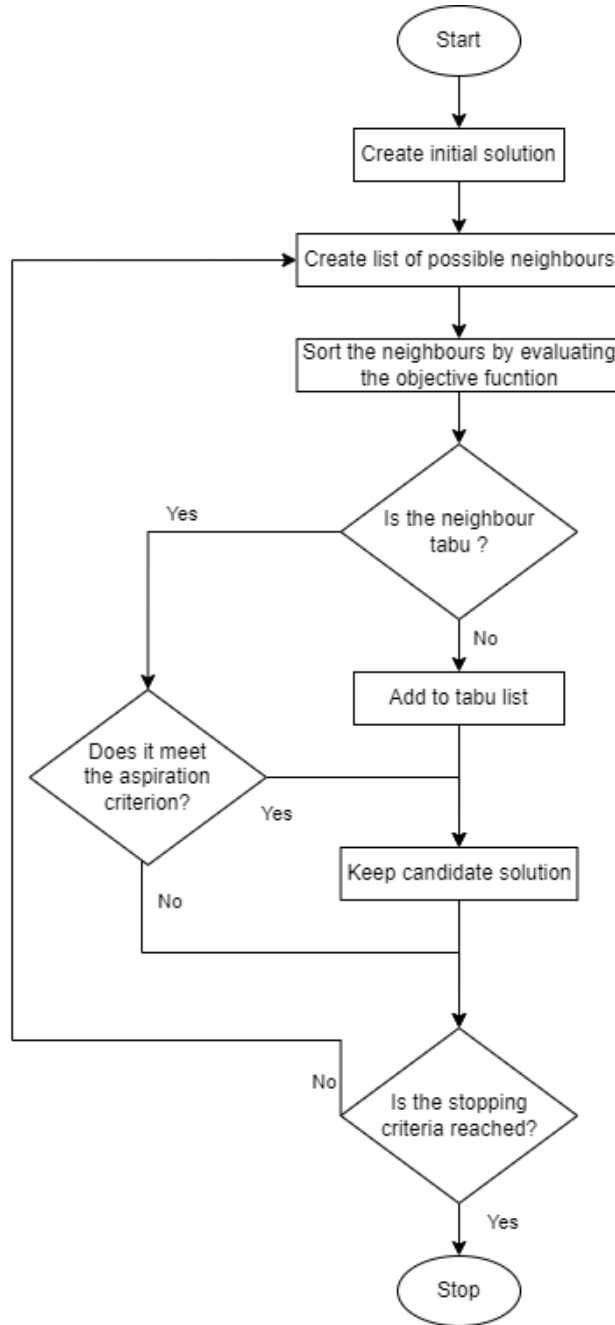 Start
Create initial solution
Create list of possible neighbours
Sort the neighbours by evaluating
the objective fucntion
Is the neighbour
tabu ?
Yes
No
Add to tabu list
Does it meet
the aspiration
criterion?
Yes
No
Keep candidate solution
Is the stopping
criteria reached?
No
Yes
Stop